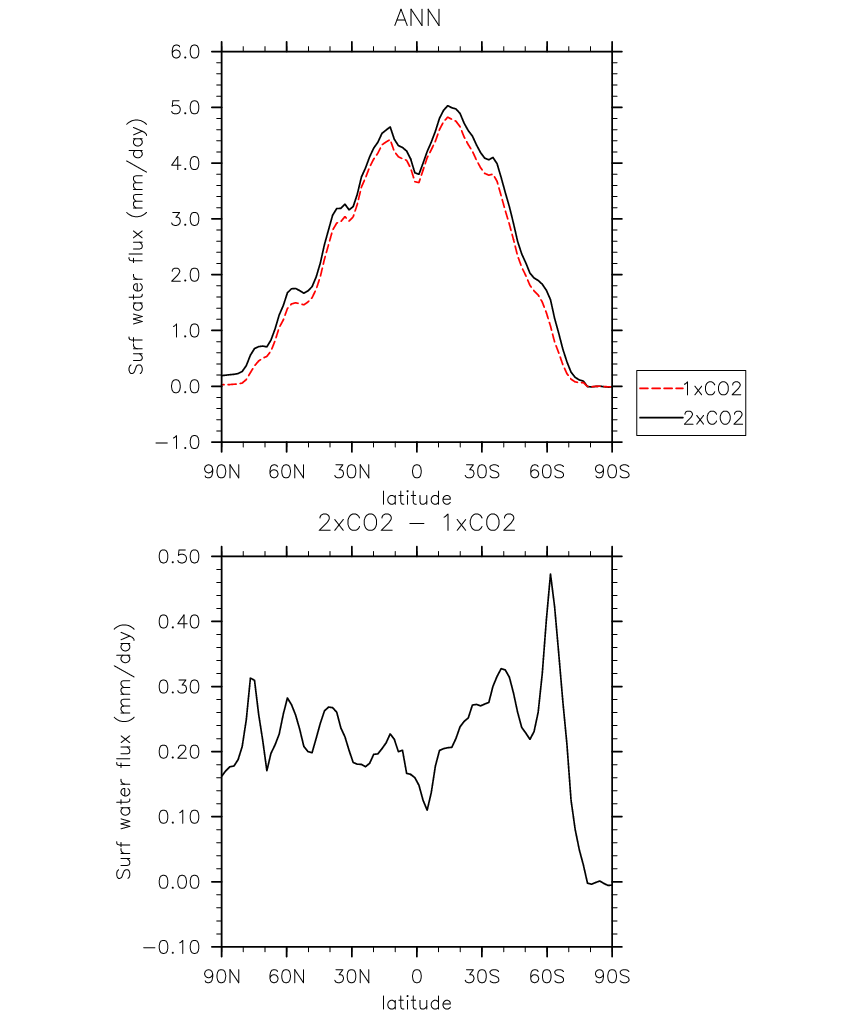 ANN
6.0
5.0
4.0
3.0
2.0
1.0
0.0
−1.0
Surf water flux (mm/day)
90N 60N 30N 0 30S 60S 90S
latitude
1xCO2
2xCO2
2xCO2 − 1xCO2
0.50
0.40
0.30
0.20
0.10
0.00
−0.10
Surf water flux (mm/day)
90N 60N 30N 0 30S 60S 90S
latitude